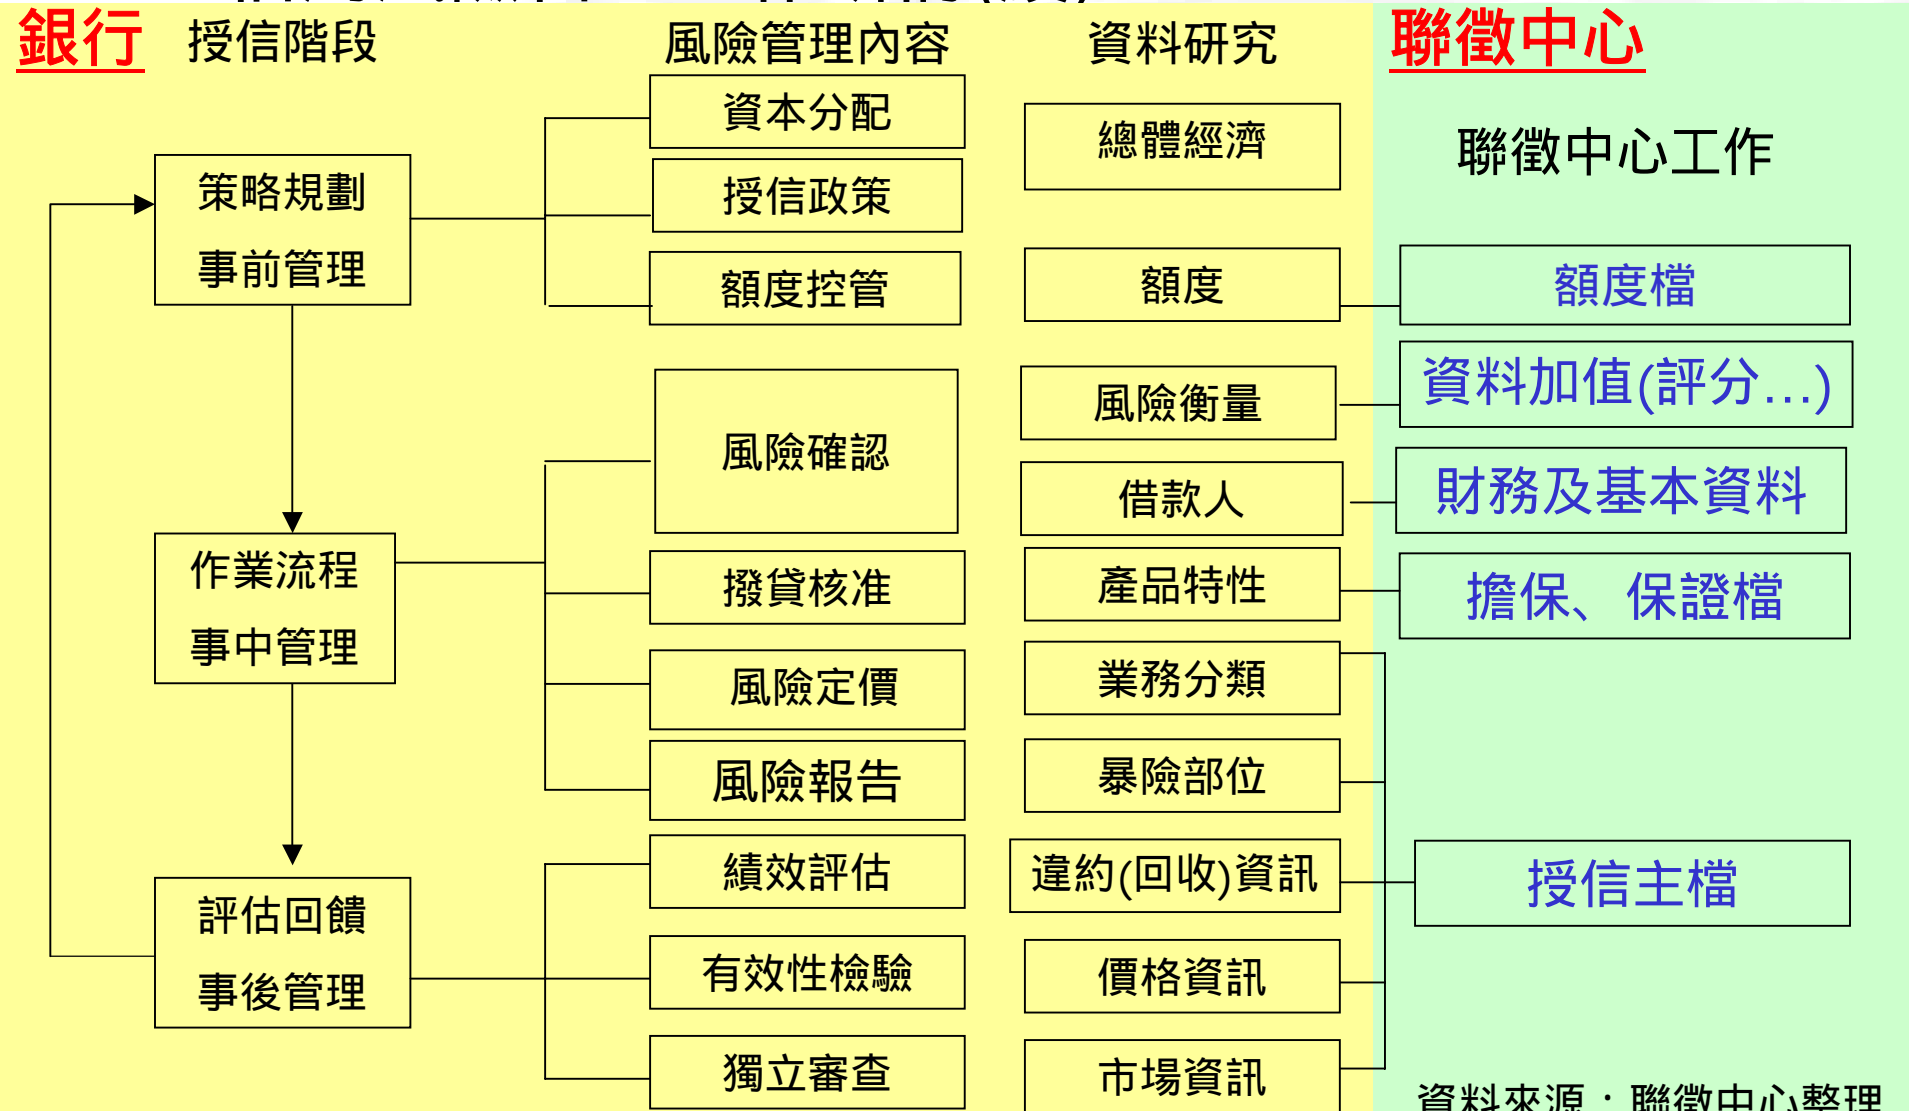 銀行
授信階段
風險管理內容
資料研究
聯徵中心
聯徵中心工作
策略規劃
事前管理
作業流程
事中管理
評估回饋
事後管理
資本分配
授信政策
額度控管
風險確認
撥貸核准
風險定價
風險報告
績效評估
有效性檢驗
獨立審查
總體經濟
額度
風險衡量
借款人
產品特性
業務分類
暴險部位
違約(回收)資訊
價格資訊
市場資訊
額度檔
資料加值(評分…)
財務及基本資料
擔保、保證檔
授信主檔
資料來源：聯徵中心整理